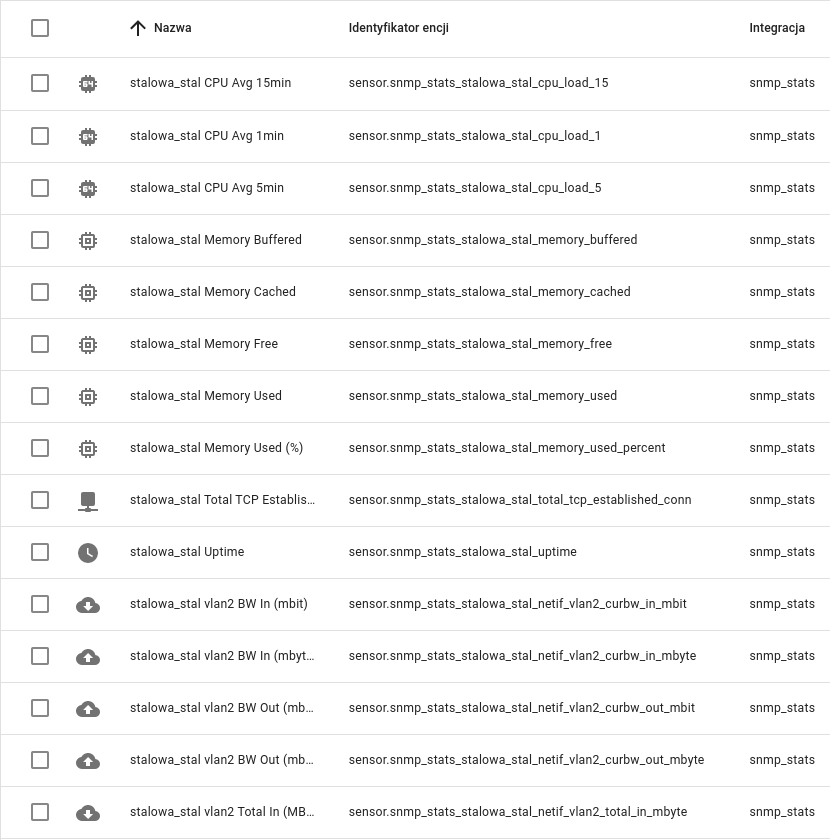 Nazwa Identyfikator encji Integracja
stalowa_stal CPU Avg 15min sensor.snmp_stats_stalowa_stal_cpu_load_15 snmp_stats
stalowa_stal CPU Avg 1min sensor.snmp_stats_stalowa_stal_cpu_load_1 snmp_stats
stalowa_stal CPU Avg 5min sensor.snmp_stats_stalowa_stal_cpu_load_5 snmp_stats
stalowa_stal Memory Buffered sensor.snmp_stats_stalowa_stal_memory_buffered snmp_stats
stalowa_stal Memory Cached sensor.snmp_stats_stalowa_stal_memory_cached snmp_stats
stalowa_stal Memory Free sensor.snmp_stats_stalowa_stal_memory_free snmp_stats
stalowa_stal Memory Used sensor.snmp_stats_stalowa_stal_memory_used snmp_stats
stalowa_stal Memory Used (%) sensor.snmp_stats_stalowa_stal_memory_used_percent snmp_stats
stalowa_stal Total TCP Establis… sensor.snmp_stats_stalowa_stal_total_tcp_established_conn snmp_stats
stalowa_stal Uptime sensor.snmp_stats_stalowa_stal_uptime snmp_stats
stalowa_stal vlan2 BW In (mbit) sensor.snmp_stats_stalowa_stal_netif_vlan2_curbw_in_mbit snmp_stats
stalowa_stal vlan2 BW In (mbyt… sensor.snmp_stats_stalowa_stal_netif_vlan2_curbw_in_mbyte snmp_stats
stalowa_stal vlan2 BW Out (mb… sensor.snmp_stats_stalowa_stal_netif_vlan2_curbw_out_mbit snmp_stats
stalowa_stal vlan2 BW Out (mb… sensor.snmp_stats_stalowa_stal_netif_vlan2_curbw_out_mbyte snmp_stats
stalowa_stal vlan2 Total In (MB… sensor.snmp_stats_stalowa_stal_netif_vlan2_total_in_mbyte snmp_stats